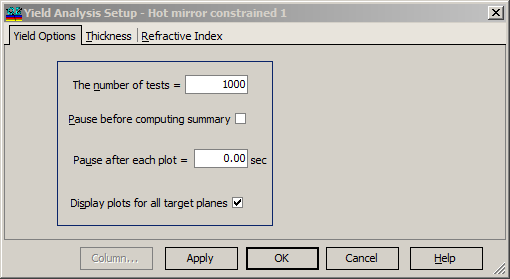 Yield Analysis Setup - Hot mirror constrained 1
Yield Options Thickness Refractive Index
The number of tests = 1000
Pause before computing summary
Pause after each plot = 0.00 sec
Display plots for all target planes
Column... Apply OK Cancel Help